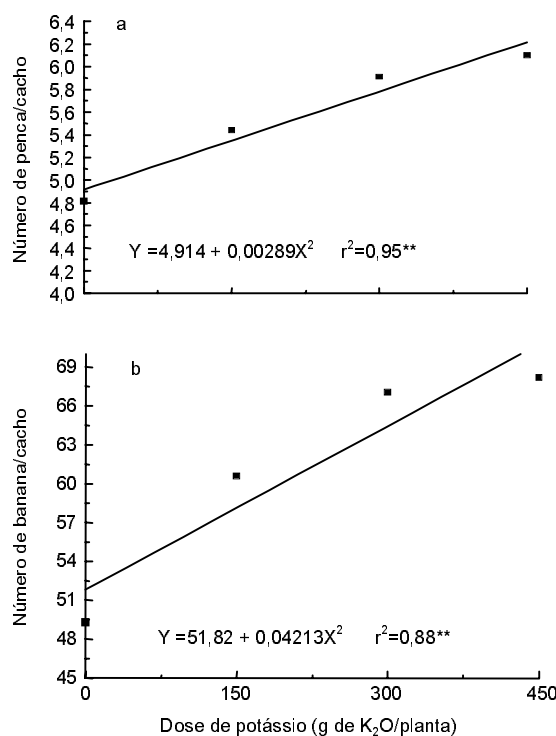 a
Número de penca/cacho
6,4
6,2
6,0
5,8
5,6
5,4
5,2
5,0
4,8
4,6
4,4
4,2
4,0
Y =4,914 + 0,00289X² r²=0,95**
b
Número de banana/cacho
69
66
63
60
57
54
51
48
45
Y =51,82 + 0,04213X² r²=0,88**
0 150 300 450
Dose de potássio (g de K₂O/planta)